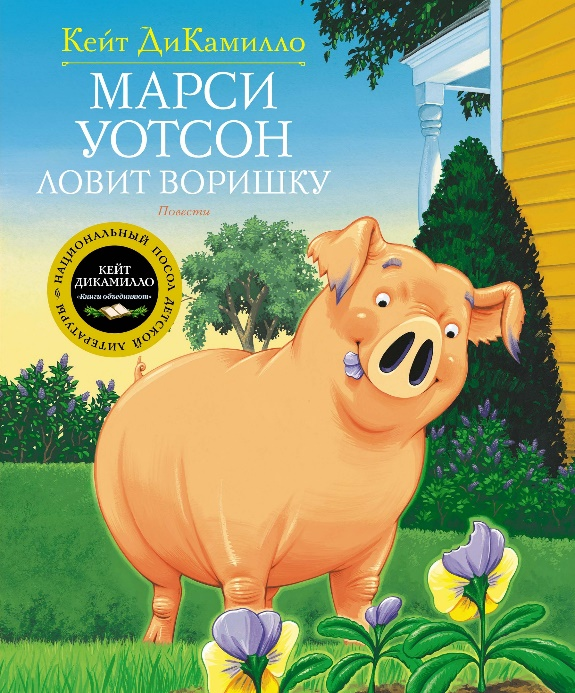 Кейт ДиКамилло
МАРСИ
УОТСОН
ЛОВИТ ВОРИШКУ
Повести
НАЦИОНАЛЬНЫЙ ПОСОЛ ДЕТСКОЙ ЛИТЕРАТУРЫ
КЕЙТ
ДИКАМИЛЛО
«Книги объединяют»